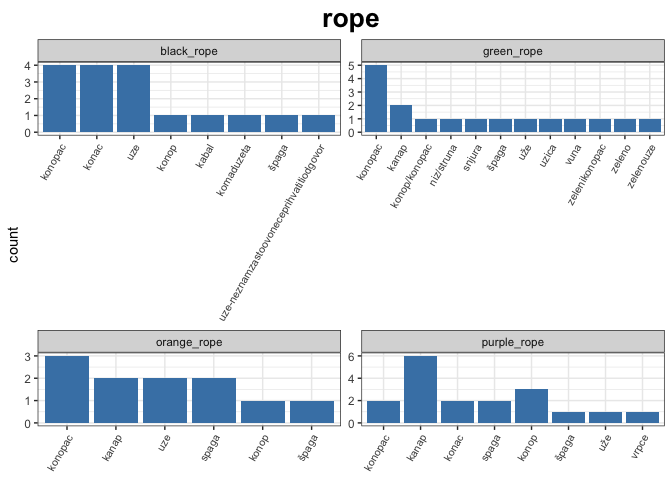 rope
black_rope
green_rope
4
3
2
1
0
5
4
3
2
1
0
konopac
konac
uze
konop
kabal
komaduzeta
špaga
uze-neznamzastoovoneceprihvatitiodgovor
konopac
kanap
konop/konopac
niz/struna
snjura
špaga
uže
uzica
vuna
zelenikonopac
zeleno
zelenouze
count
orange_rope
purple_rope
3
2
1
0
6
4
2
0
konopac
kanap
uze
spaga
konop
špaga
konopac
kanap
konac
spaga
konop
špaga
uže
vrpce